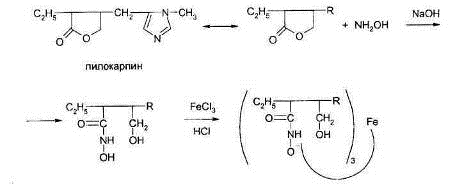 C₂H₅ CH₂ N—CH₃ C₂H₅ R NaOH
O O N O O + NH₂OH
пилокарпин
C₂H₅ R FeCl₃ C₂H₅ R Fe
O C CH₂ HCl O C CH₂
NH OH N OH
OH O 3